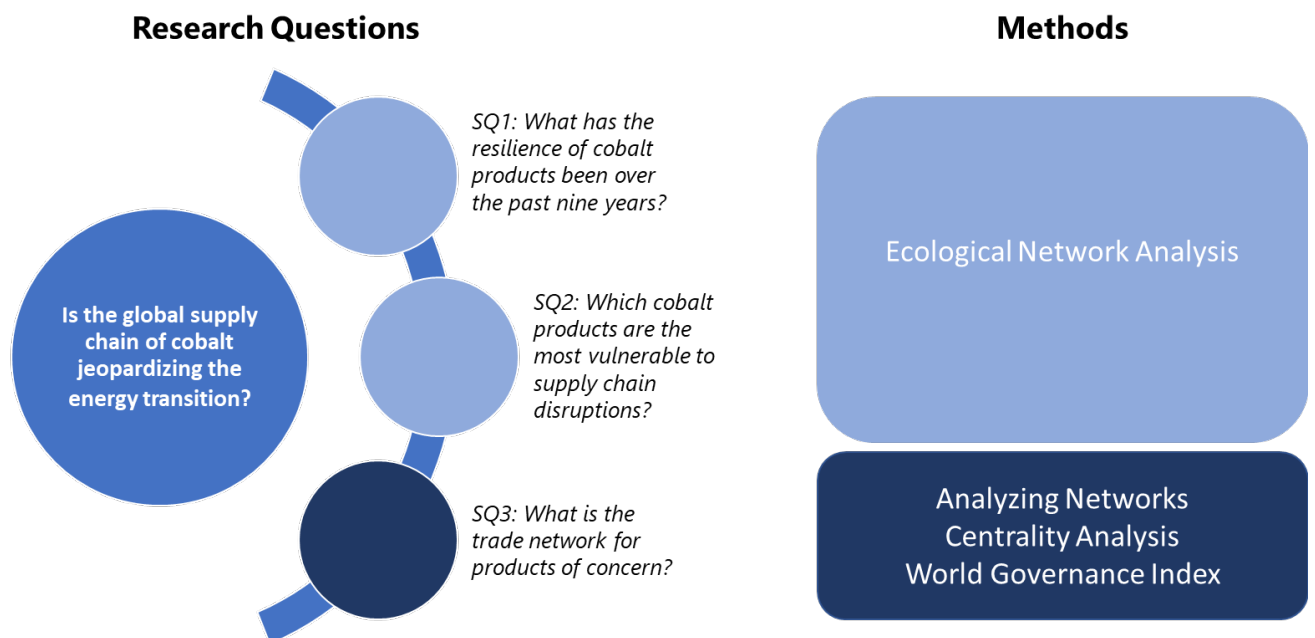 Research Questions
Is the global supply
chain of cobalt
jeopardizing the
energy transition?
SQ1: What has the
resilience of cobalt
products been over
the past nine years?
SQ2: Which cobalt
products are the
most vulnerable to
supply chain
disruptions?
SQ3: What is the
trade network for
products of concern?
Methods
Ecological Network Analysis
Analyzing Networks
Centrality Analysis
World Governance Index